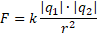 F = k |q₁| · |q₂| / r²